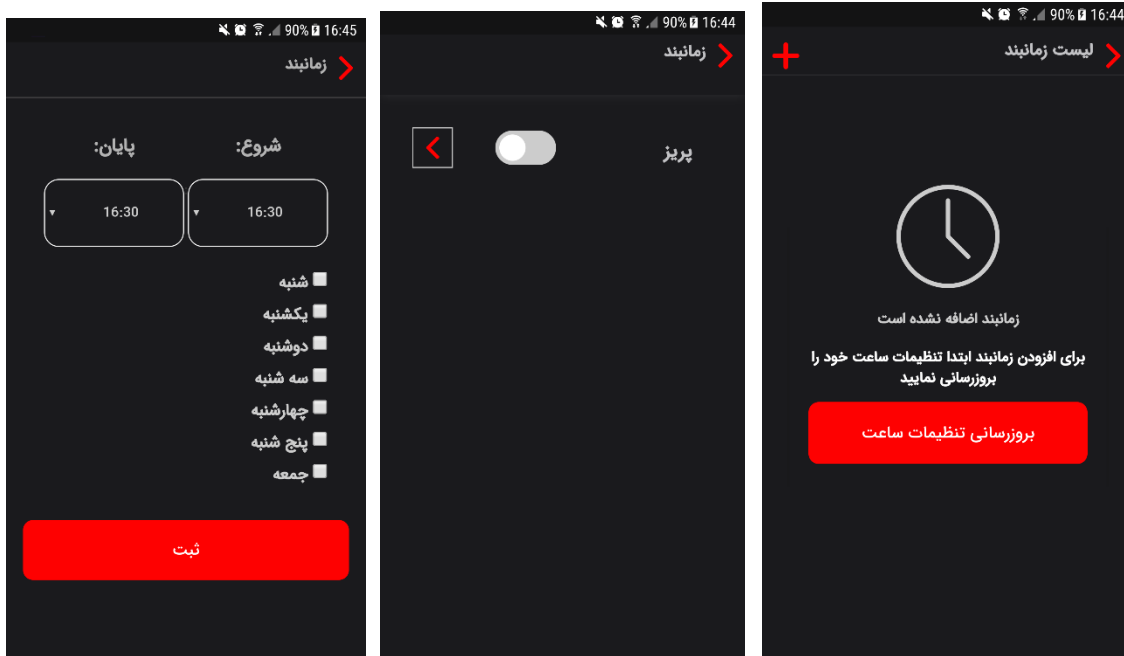 90% 16:44
لیست زمانبند
زمانبند اضافه نشده است
برای افزودن زمانبند ابتدا تنظیمات ساعت خود را
بروزرسانی نمایید
بروزرسانی تنظیمات ساعت
90% 16:44
زمانبند
پریز
90% 16:45
زمانبند
شروع: پایان:
16:30 16:30
شنبه
یکشنبه
دوشنبه
سه شنبه
چهارشنبه
پنج شنبه
جمعه
ثبت